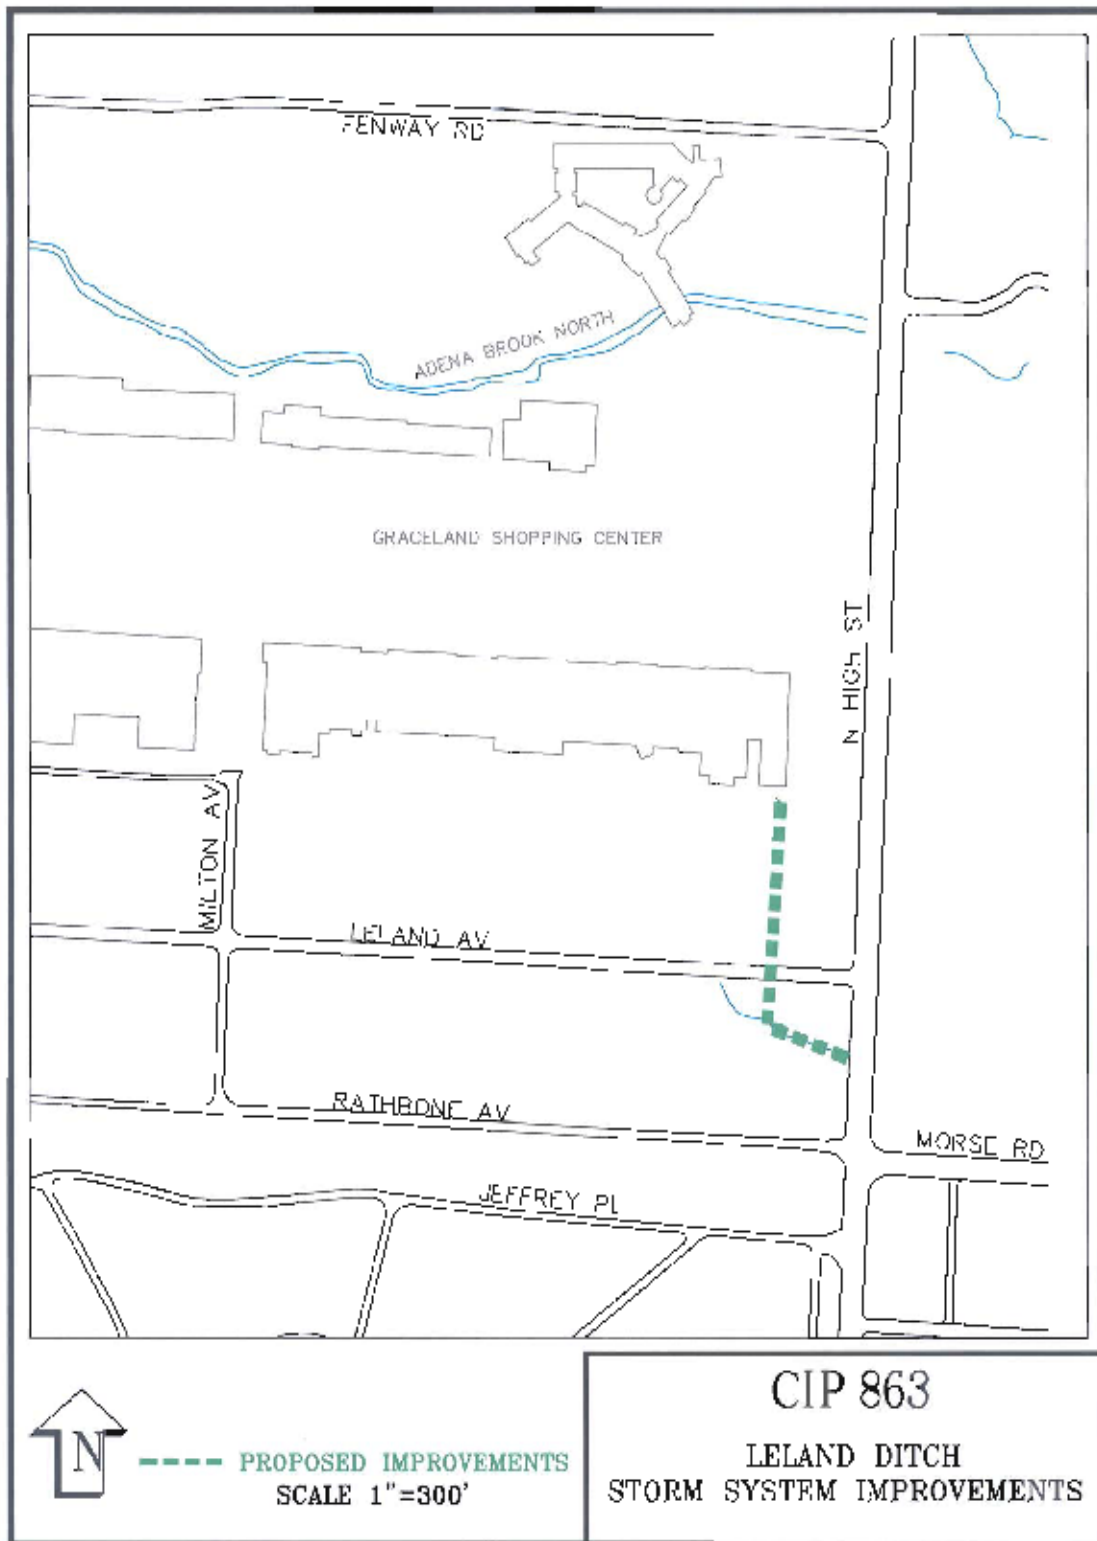 FENWAY RD
ADENA BROOK NORTH
GRACELAND SHOPPING CENTER
N HIGH ST
MILTON AV
LELAND AV
RATHBONE AV
MORSE RD
JEFFREY PL
N
PROPOSED IMPROVEMENTS
SCALE 1"=300'
CIP 863
LELAND DITCH
STORM SYSTEM IMPROVEMENTS